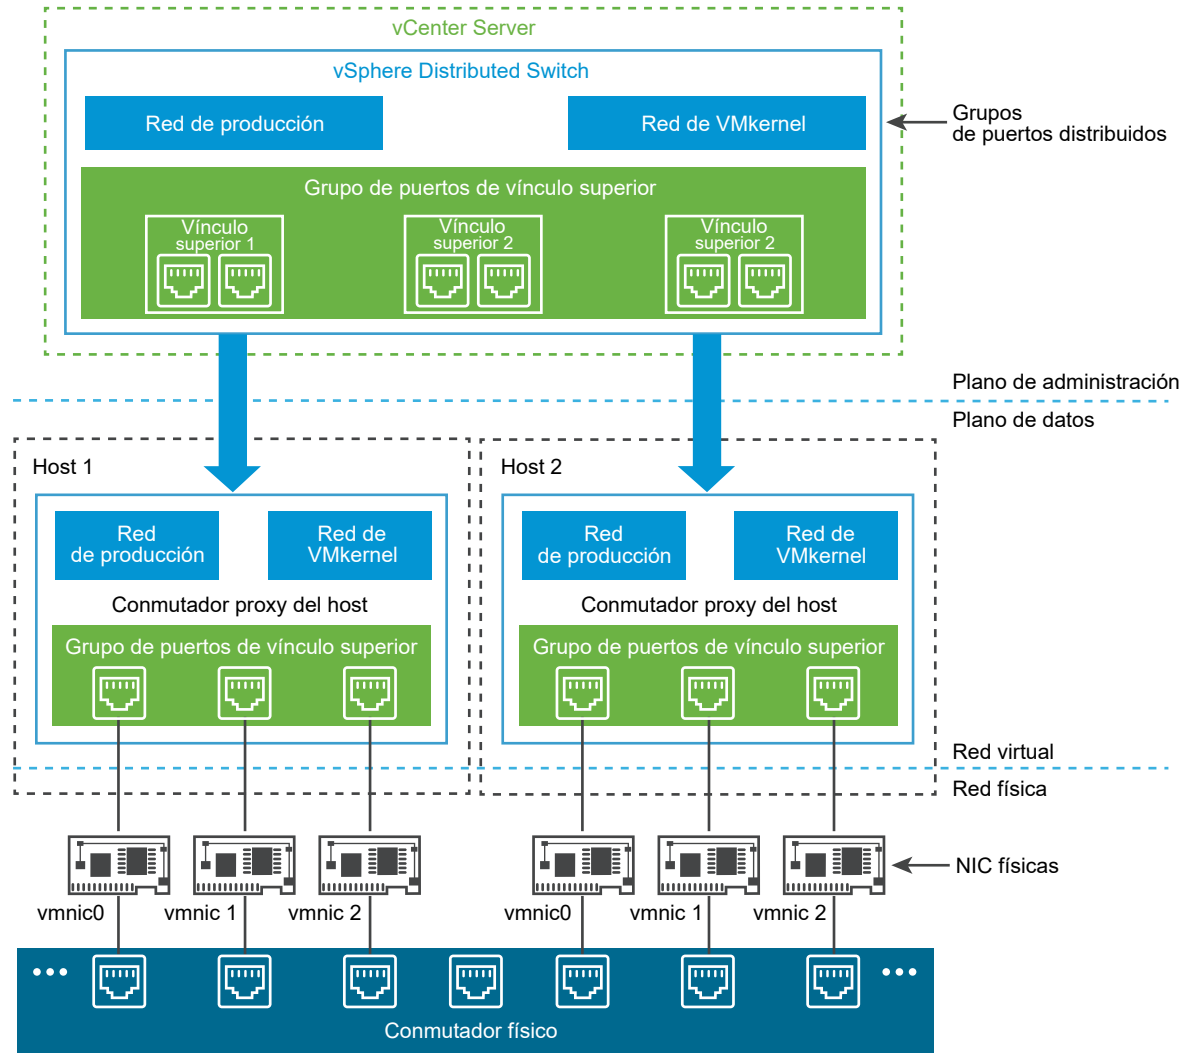 vCenter Server
vSphere Distributed Switch
Red de producción
Red de VMkernel
Grupos
de puertos distribuidos
Grupo de puertos de vínculo superior
Vínculo
superior 1
Vínculo
superior 2
Vínculo
superior 2
Plano de administración
Plano de datos
Host 1
Red
de producción
Red de
VMkernel
Conmutador proxy del host
Grupo de puertos de vínculo superior
Host 2
Red
de producción
Red de
VMkernel
Conmutador proxy del host
Grupo de puertos de vínculo superior
Red virtual
Red física
NIC físicas
vmnic0
vmnic 1
vmnic 2
vmnic0
vmnic 1
vmnic 2
Conmutador físico